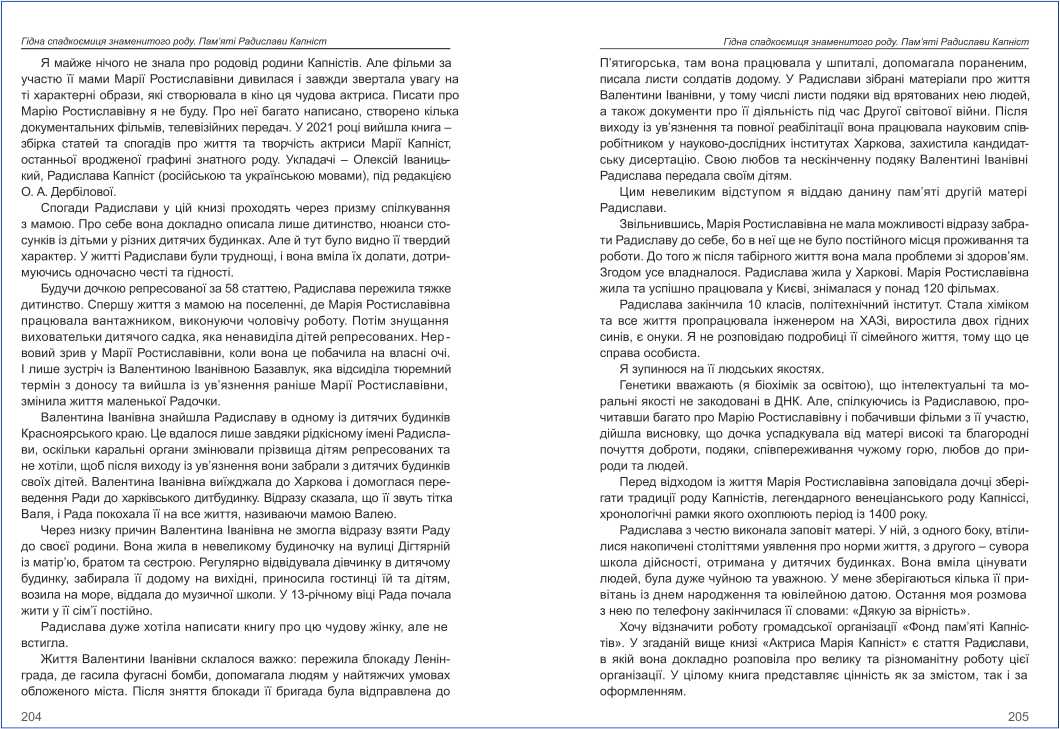 Гідна спадкоємиця знаменитого роду. Пам’яті Радислави Капніст
Я майже нічого не знала про родовід родини Капністів. Але фільми за
участю її мами Марії Ростиславівни дивилася і завжди звертала увагу на
ті характерні образи, які створювала в кіно ця чудова актриса. Писати про
Марію Ростиславівну я не буду. Про неї багато написано, створено кілька
документальних фільмів, телевізійних передач. У 2021 році вийшла книга –
збірка статей та спогадів про життя та творчість актриси Марії Капніст,
останньої вродженої графині знатного роду. Укладачі – Олексій Іваниць-
кий, Радислава Капніст (російською та українською мовами), під редакцією
О. А. Дербілової.
Спогади Радислави у цій книзі проходять через призму спілкування
з мамою. Про себе вона докладно описала лише дитинство, нюанси сто-
сунків із дітьми у різних дитячих будинках. Але й тут було видно її твердий
характер. У житті Радислави були труднощі, і вона вміла їх долати, дотри-
муючись одночасно честі та гідності.
Будучи дочкою репресованої за 58 статтею, Радислава пережила тяжке
дитинство. Спершу життя з мамою на поселенні, де Марія Ростиславівна
працювала вантажником, виконуючи чоловічу роботу. Потім знущання
виховательки дитячого садка, яка ненавиділа дітей репресованих. Нер-
вовий зрив у Марії Ростиславівни, коли вона це побачила на власні очі.
І лише зустріч із Валентиною Іванівною Базавлук, яка відсиділа тюремний
термін з доносу та вийшла із ув’язнення раніше Марії Ростиславівни,
змінила життя маленької Радочки.
Валентина Іванівна знайшла Радиславу в одному із дитячих будинків
Красноярського краю. Це вдалося лише завдяки рідкісному імені Радисла-
ви, оскільки каральні органи змінювали прізвища дітям репресованих та
не хотіли, щоб після виходу із ув’язнення вони забрали з дитячих будинків
своїх дітей. Валентина Іванівна виїжджала до Харкова і домоглася пере-
ведення Ради до харківського дитбудинку. Відразу сказала, що її звуть тітка
Валя, і Рада покохала її на все життя, називаючи мамою Валею.
Через низку причин Валентина Іванівна не змогла відразу взяти Раду
до своєї родини. Вона жила в невеликому будиночку на вулиці Дігтярній
із матір’ю, братом та сестрою. Регулярно відвідувала дівчинку в дитячому
будинку, забирала її додому на вихідні, приносила гостинці їй та дітям,
возила на море, віддала до музичної школи. У 13-річному віці Рада почала
жити у її сім’ї постійно.
Радислава дуже хотіла написати книгу про цю чудову жінку, але не
встигла.
Життя Валентини Іванівни склалося важко: пережила блокаду Ленін-
града, де гасила фугасні бомби, допомагала людям у найтяжчих умовах
обложеного міста. Після зняття блокади її бригада була відправлена до
204
Гідна спадкоємиця знаменитого роду. Пам’яті Радислави Капніст
П’ятигорська, там вона працювала у шпиталі, допомагала пораненим,
писала листи солдатів додому. У Радислави зібрані матеріали про життя
Валентини Іванівни, у тому числі листи подяки від врятованих нею людей,
а також документи про її діяльність під час Другої світової війни. Після
виходу із ув’язнення та повної реабілітації вона працювала науковим спів-
робітником у науково-дослідних інститутах Харкова, захистила кандидат-
ську дисертацію. Свою любов та нескінченну подяку Валентині Іванівні
Радислава передала своїм дітям.
Цим невеликим відступом я віддаю данину пам’яті другій матері
Радислави.
Звільнившись, Марія Ростиславівна не мала можливості відразу забра-
ти Радиславу до себе, бо в неї ще не було постійного місця проживання та
роботи. До того ж після табірного життя вона мала проблеми зі здоров’ям.
Згодом усе владналося. Радислава жила у Харкові. Марія Ростиславівна
жила та успішно працювала у Києві, знімалася у понад 120 фільмах.
Радислава закінчила 10 класів, політехнічний інститут. Стала хіміком
та все життя пропрацювала інженером на ХАЗі, виростила двох гідних
синів, є онуки. Я не розповідаю подробиці її сімейного життя, тому що це
справа особиста.
Я зупинюся на її людських якостях.
Генетики вважають (я біохімік за освітою), що інтелектуальні та мо-
ральні якості не закодовані в ДНК. Але, спілкуючись із Радиславою, про-
читавши багато про Марію Ростиславівну і побачивши фільми з її участю,
дійшла висновку, що дочка успадкувала від матері високі та благородні
почуття доброти, подяки, співпереживання чужому горю, любов до при-
роди та людей.
Перед відходом із життя Марія Ростиславівна заповідала дочці збері-
гати традиції роду Капністів, легендарного венеціанського роду Капніссі,
хронологічні рамки якого охоплюють період із 1400 року.
Радислава з честю виконала заповіт матері. У ній, з одного боку, втіли-
лися накопичені століттями уявлення про норми життя, з другого – сувора
школа дійсності, отримана у дитячих будинках. Вона вміла цінувати
людей, була дуже чуйною та уважною. У мене зберігаються кілька її при-
вітань із днем народження та ювілейною датою. Остання моя розмова
з нею по телефону закінчилася її словами: «Дякую за вірність».
Хочу відзначити роботу громадської організації «Фонд пам’яті Капніс-
тів». У згаданій вище книзі «Актриса Марія Капніст» є стаття Радислави,
в якій вона докладно розповіла про велику та різноманітну роботу цієї
організації. У цілому книга представляє цінність як за змістом, так і за
оформленням.
205